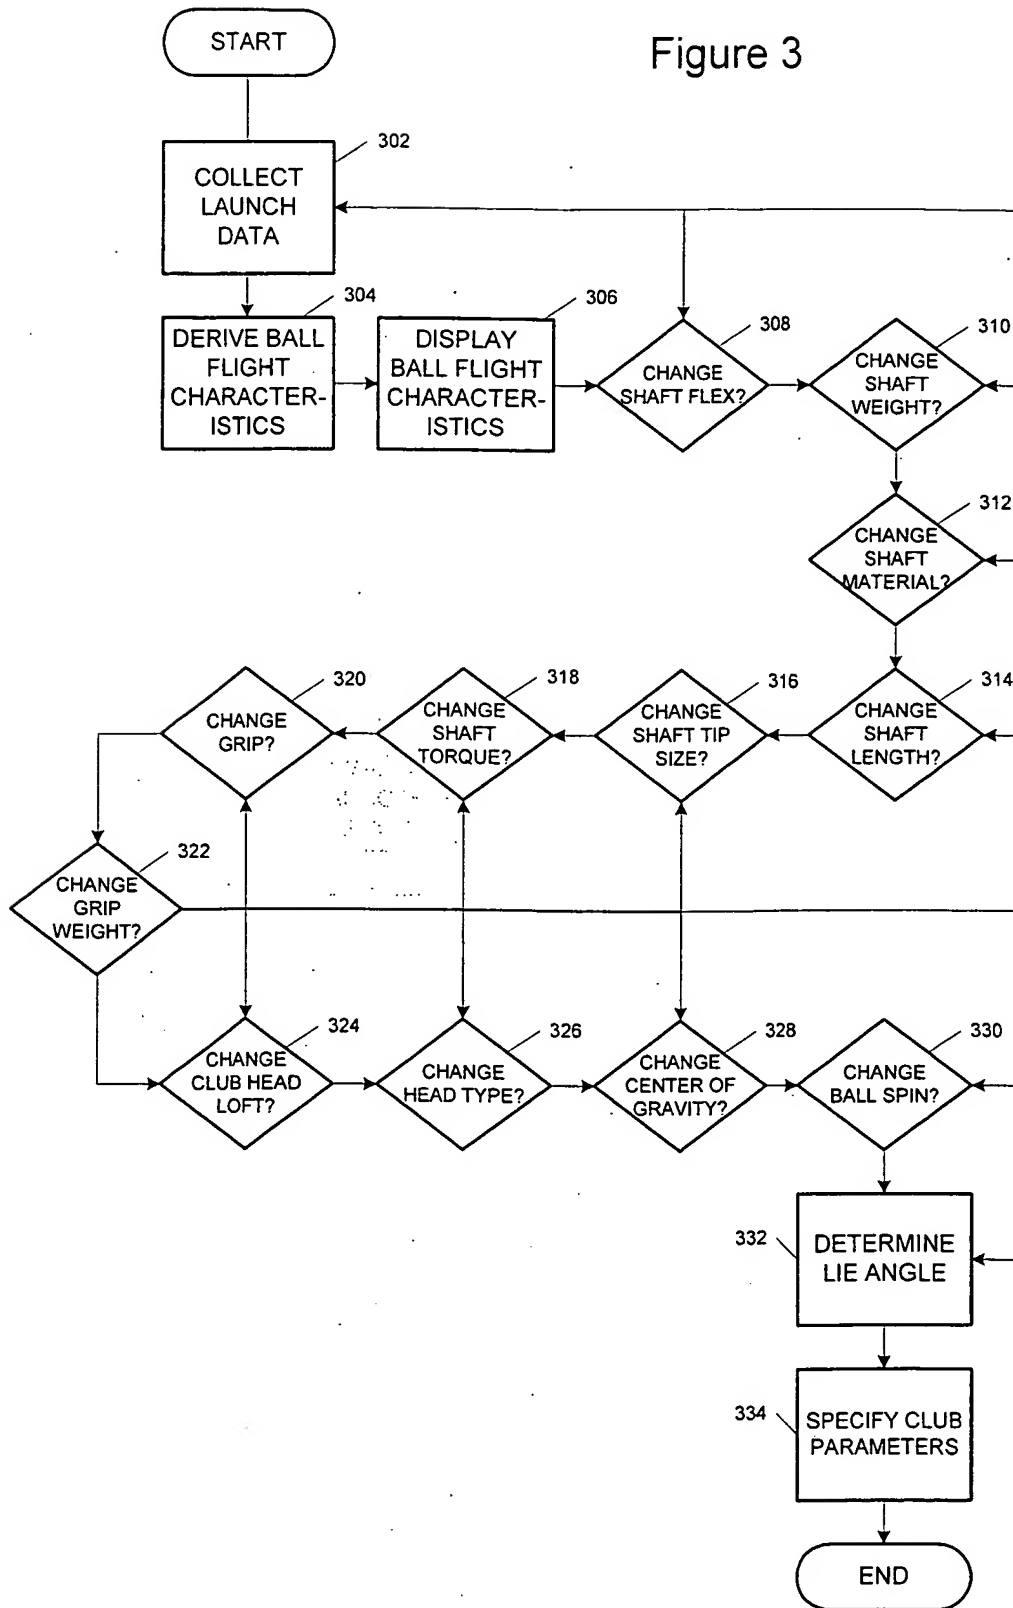 START
Figure 3
302
COLLECT
LAUNCH
DATA
304
DERIVE BALL
FLIGHT
CHARACTER-
ISTICS
306
DISPLAY
BALL FLIGHT
CHARACTER-
ISTICS
308
CHANGE
SHAFT FLEX?
310
CHANGE
SHAFT
WEIGHT?
312
CHANGE
SHAFT
MATERIAL?
314
CHANGE
SHAFT
LENGTH?
316
CHANGE
SHAFT TIP
SIZE?
318
CHANGE
SHAFT
TORQUE?
320
CHANGE
GRIP?
322
CHANGE
GRIP
WEIGHT?
324
CHANGE
CLUB HEAD
LOFT?
326
CHANGE
HEAD TYPE?
328
CHANGE
CENTER OF
GRAVITY?
330
CHANGE
BALL SPIN?
332
DETERMINE
LIE ANGLE
334
SPECIFY CLUB
PARAMETERS
END